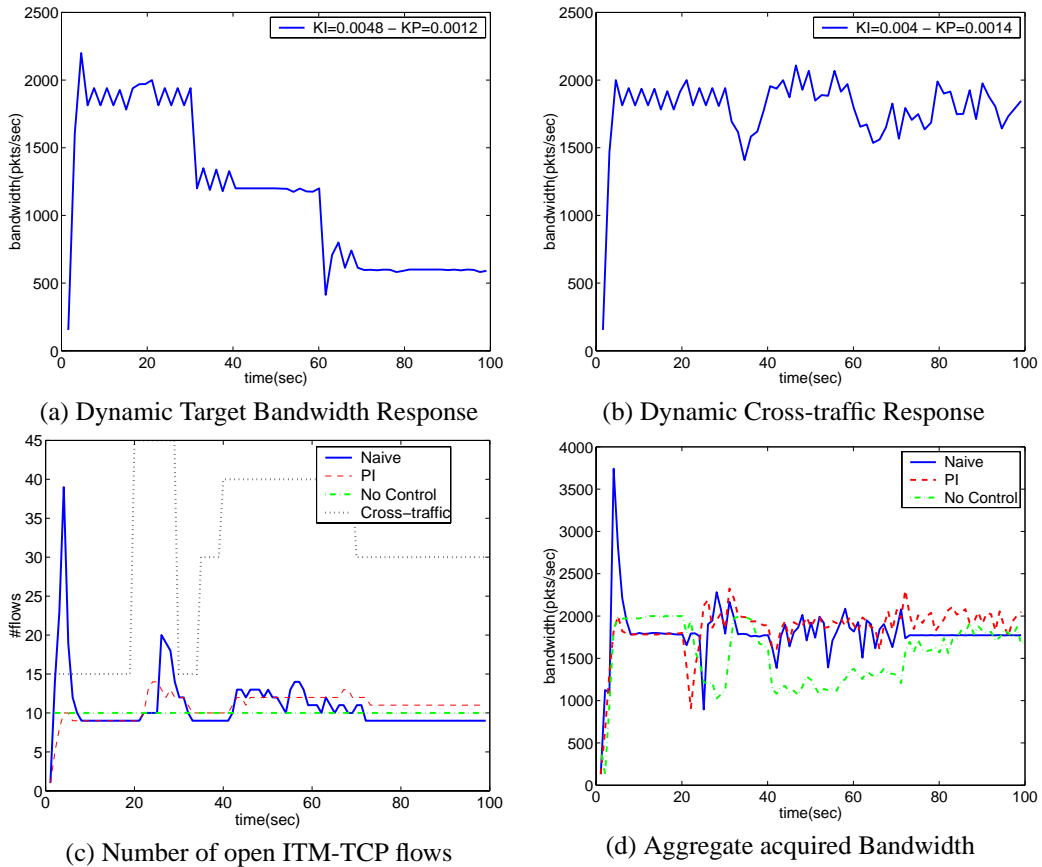 2500
2000
1500
1000
500
0
0 20 40 60 80 100
bandwidth(pkts/sec)
time(sec)
KI=0.0048 − KP=0.0012
(a) Dynamic Target Bandwidth Response
2500
2000
1500
1000
500
0
0 20 40 60 80 100
bandwidth(pkts/sec)
time(sec)
KI=0.004 − KP=0.0014
(b) Dynamic Cross-traffic Response
45
40
35
30
25
20
15
10
5
0
0 20 40 60 80 100
#flows
time(sec)
Naive
PI
No Control
Cross−traffic
(c) Number of open ITM-TCP flows
4000
3500
3000
2500
2000
1500
1000
500
0
0 20 40 60 80 100
bandwidth(pkts/sec)
time(sec)
Naive
PI
No Control
(d) Aggregate acquired Bandwidth